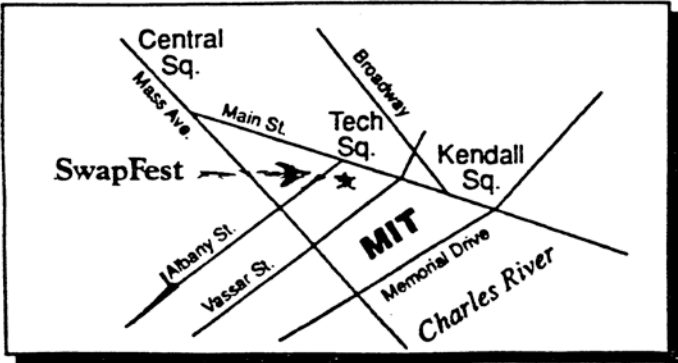 Central
Sq.
Mass Ave.
Main St.
Broadway
Tech
Sq.
Kendall
Sq.
SwapFest
Albany St.
Vassar St.
MIT
Memorial Drive
Charles River